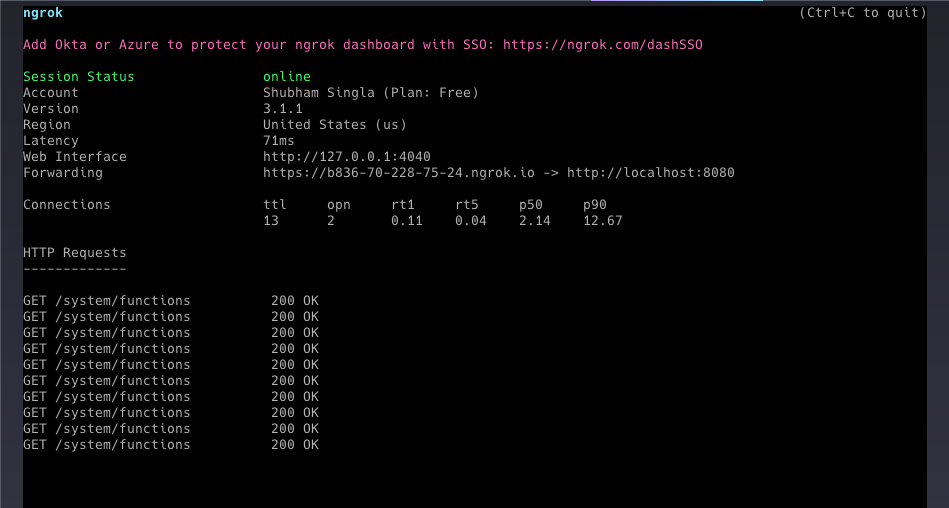 ngrok (Ctrl+C to quit)
Add Okta or Azure to protect your ngrok dashboard with SSO: https://ngrok.com/dashSSO
Session Status online
Account Shubham Singla (Plan: Free)
Version 3.1.1
Region United States (us)
Latency 71ms
Web Interface http://127.0.0.1:4040
Forwarding https://b836-70-228-75-24.ngrok.io -> http://localhost:8080
Connections ttl opn rt1 rt5 p50 p90
13 2 0.11 0.04 2.14 12.67
HTTP Requests
-------------
GET /system/functions 200 OK
GET /system/functions 200 OK
GET /system/functions 200 OK
GET /system/functions 200 OK
GET /system/functions 200 OK
GET /system/functions 200 OK
GET /system/functions 200 OK
GET /system/functions 200 OK
GET /system/functions 200 OK
GET /system/functions 200 OK